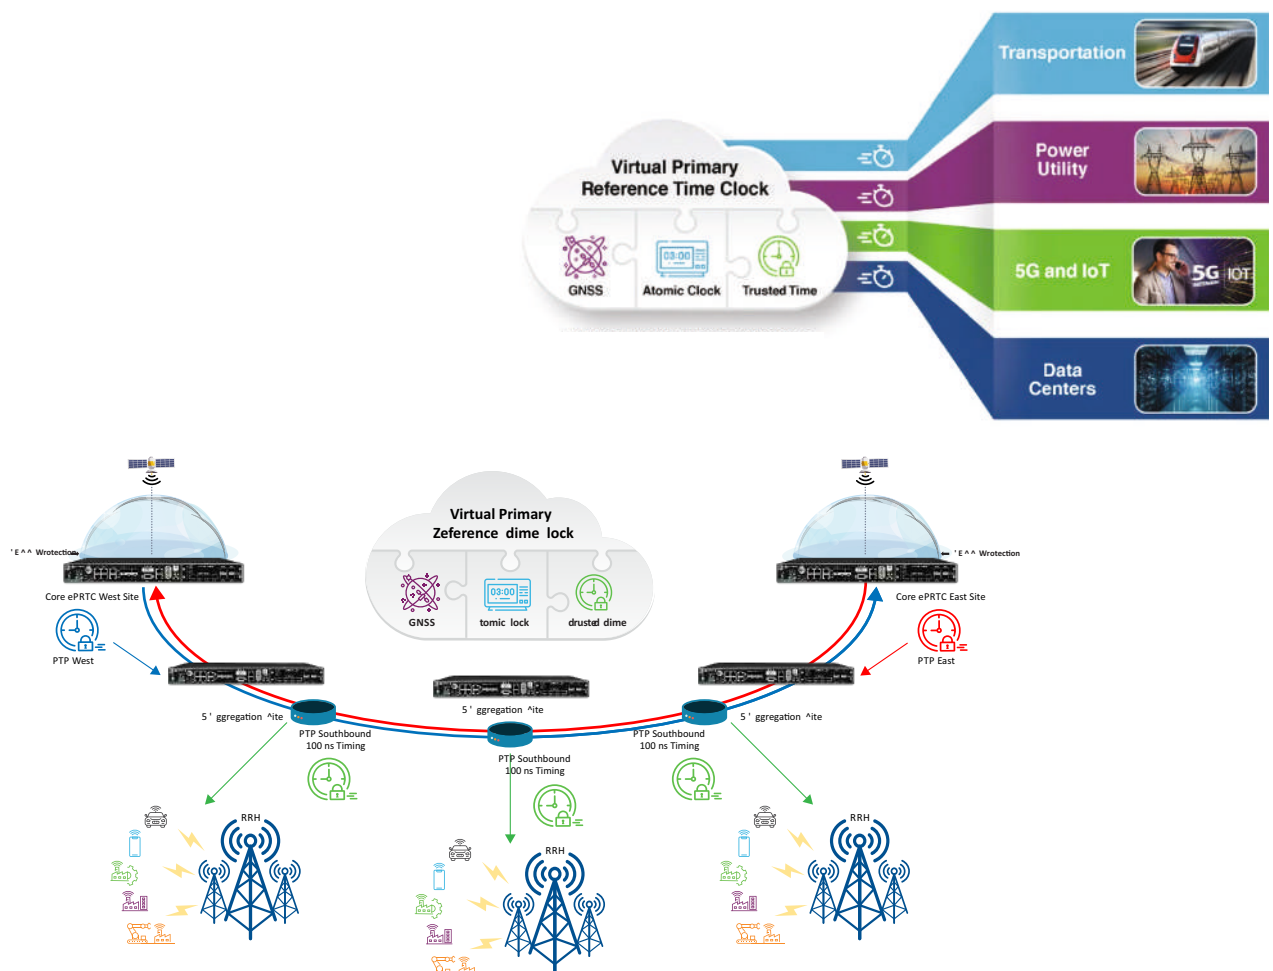 Transportation
Virtual Primary
Reference Time Clock
Power
Utility
03:00
GNSS
Atomic Clock
Trusted Time
5G and IoT
5G
IOT
Data
Centers
Virtual Primary
Zeference dime lock
03:00
GNSS
tomic lock
drusted dime
' E ^ ^ Wrotection
' E ^ ^ Wrotection
Core ePRTC West Site
Core ePRTC East Site
PTP West
PTP East
5 ' ggregation ^ite
5 ' ggregation ^ite
5 ' ggregation ^ite
PTP Southbound
100 ns Timing
PTP Southbound
100 ns Timing
PTP Southbound
100 ns Timing
RRH
RRH
RRH